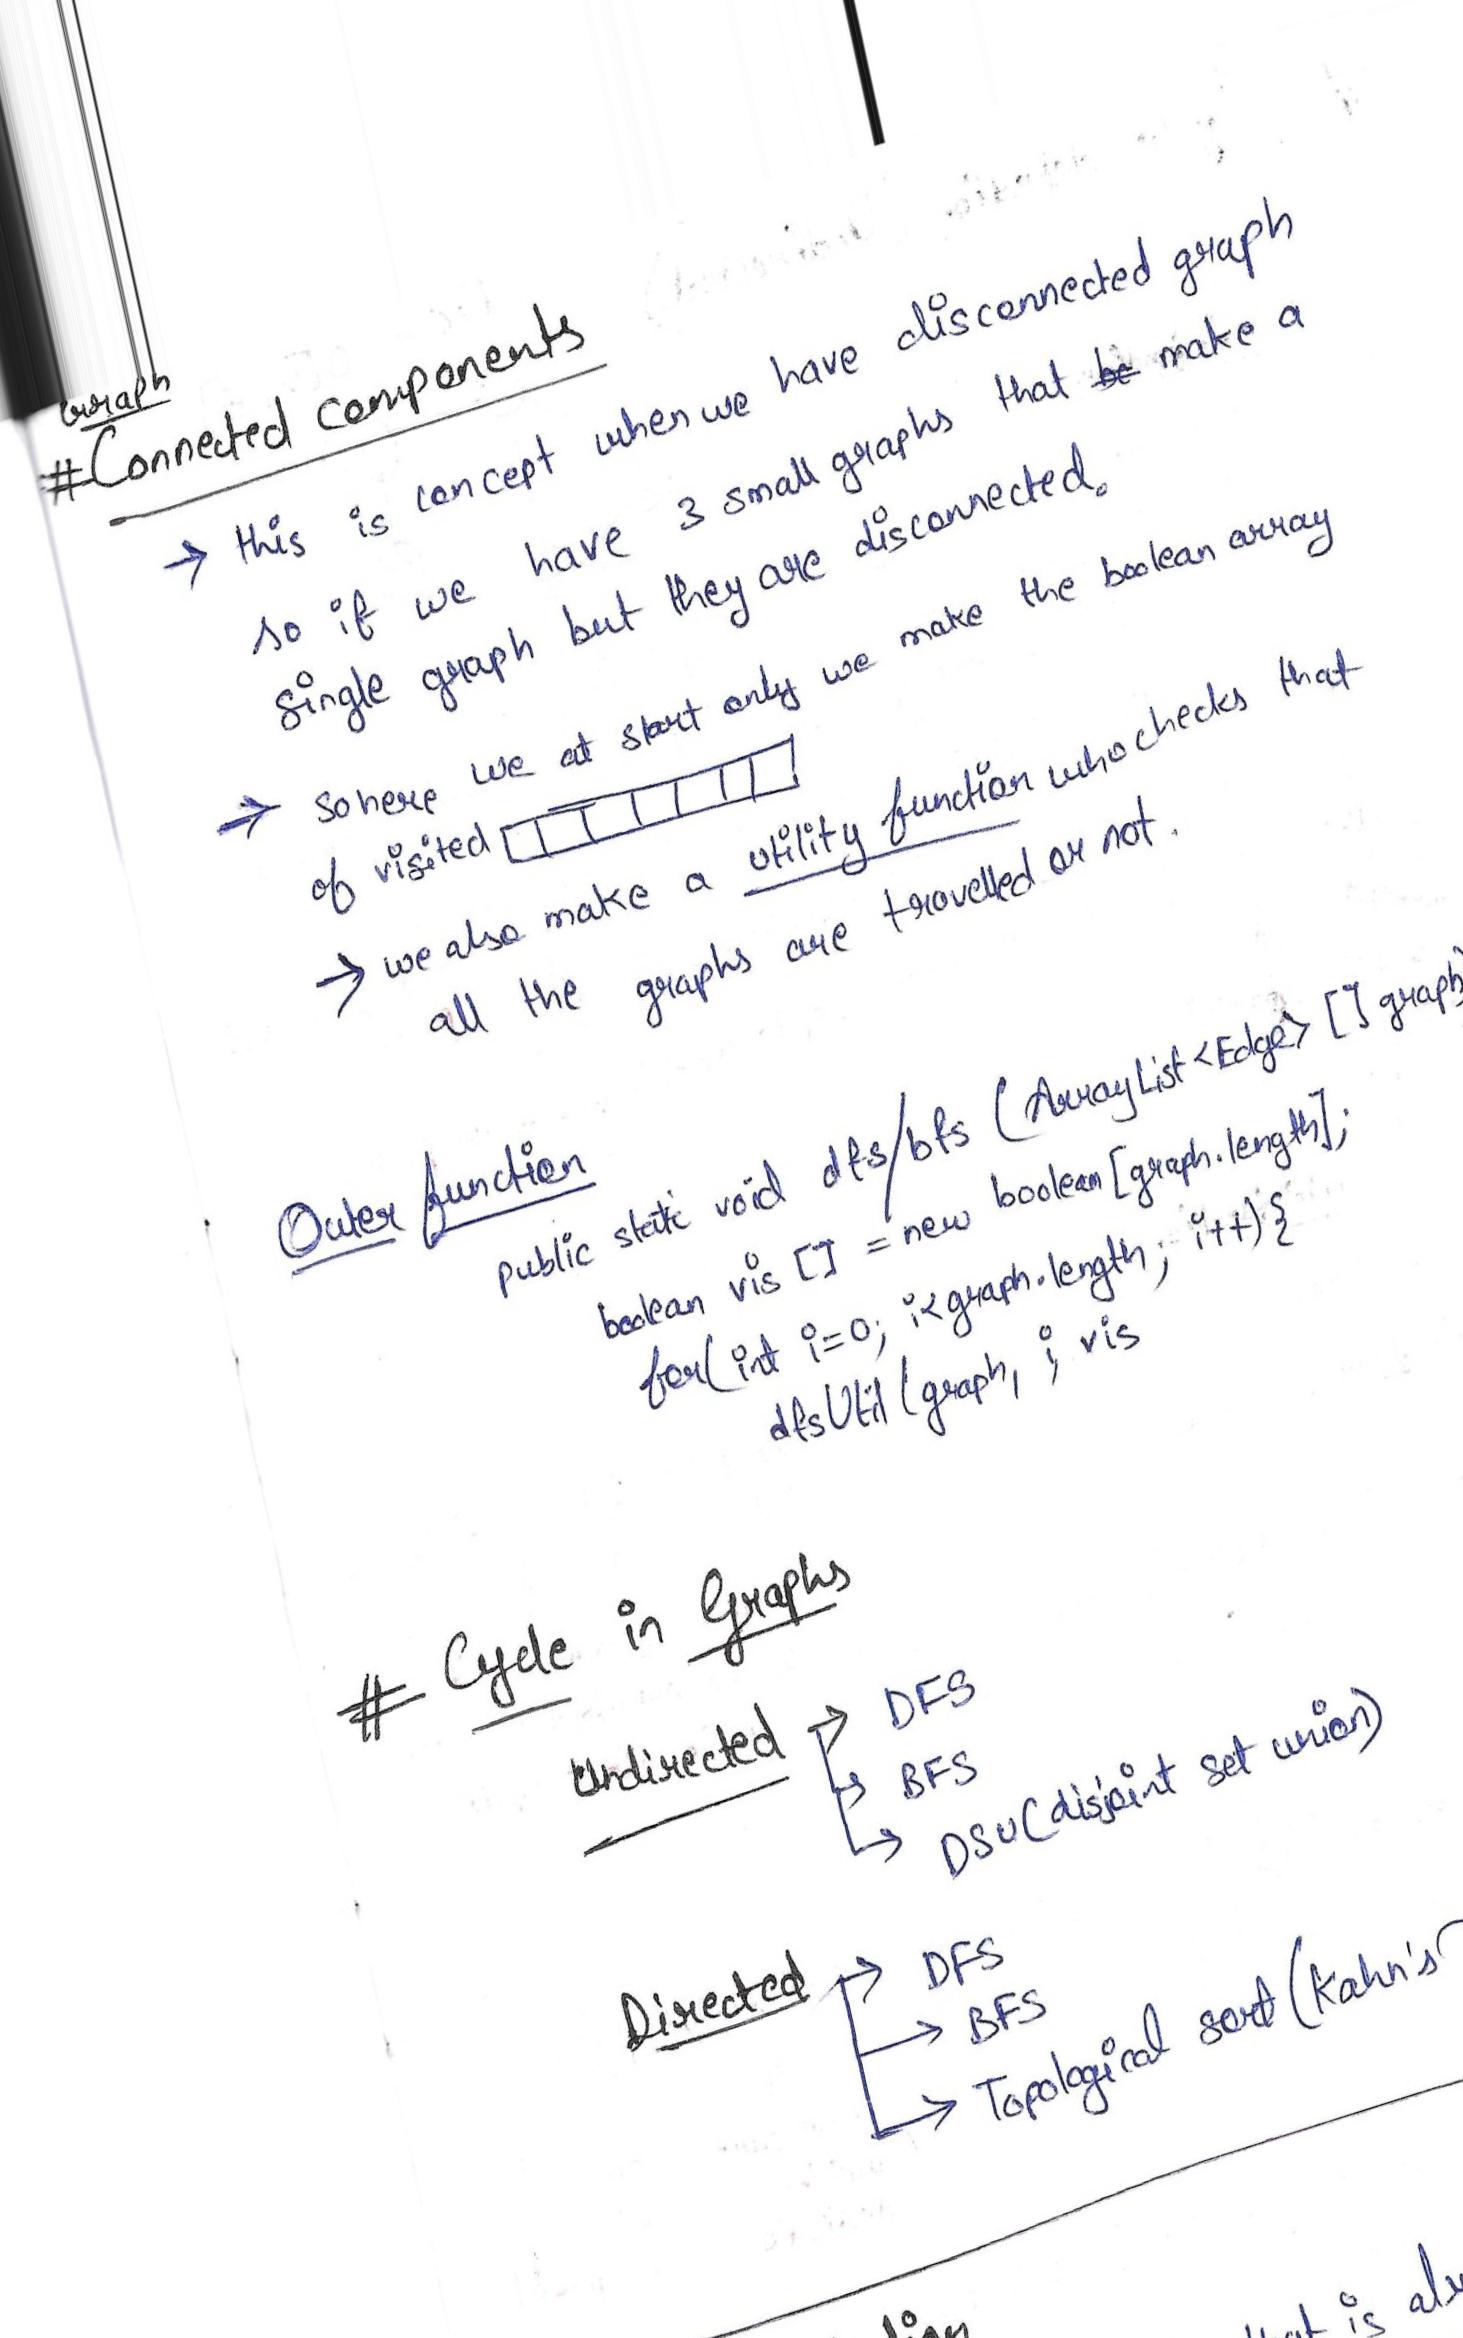 Graph
#Connected components
→ this is concept when we have disconnected graph
so if we have 3 small graphs that be make a
single graph but they are disconnected.
→ So here we at start only we make the boolean array
of visited
→ we also make a utility function who checks that
all the graphs are travelled or not.
Outer function
public static void dfs/bfs (ArrayList<Edge> [] graph)
boolean vis [] = new boolean [graph.length];
for(int i=0; i<graph.length; i++){
dfsUtil (graph, i, vis
# Cycle in Graphs
Undirected → DFS
→ BFS
→ DSU (disjoint set union)
Directed → DFS
→ BFS
→ Topological sort (Kahn's
is